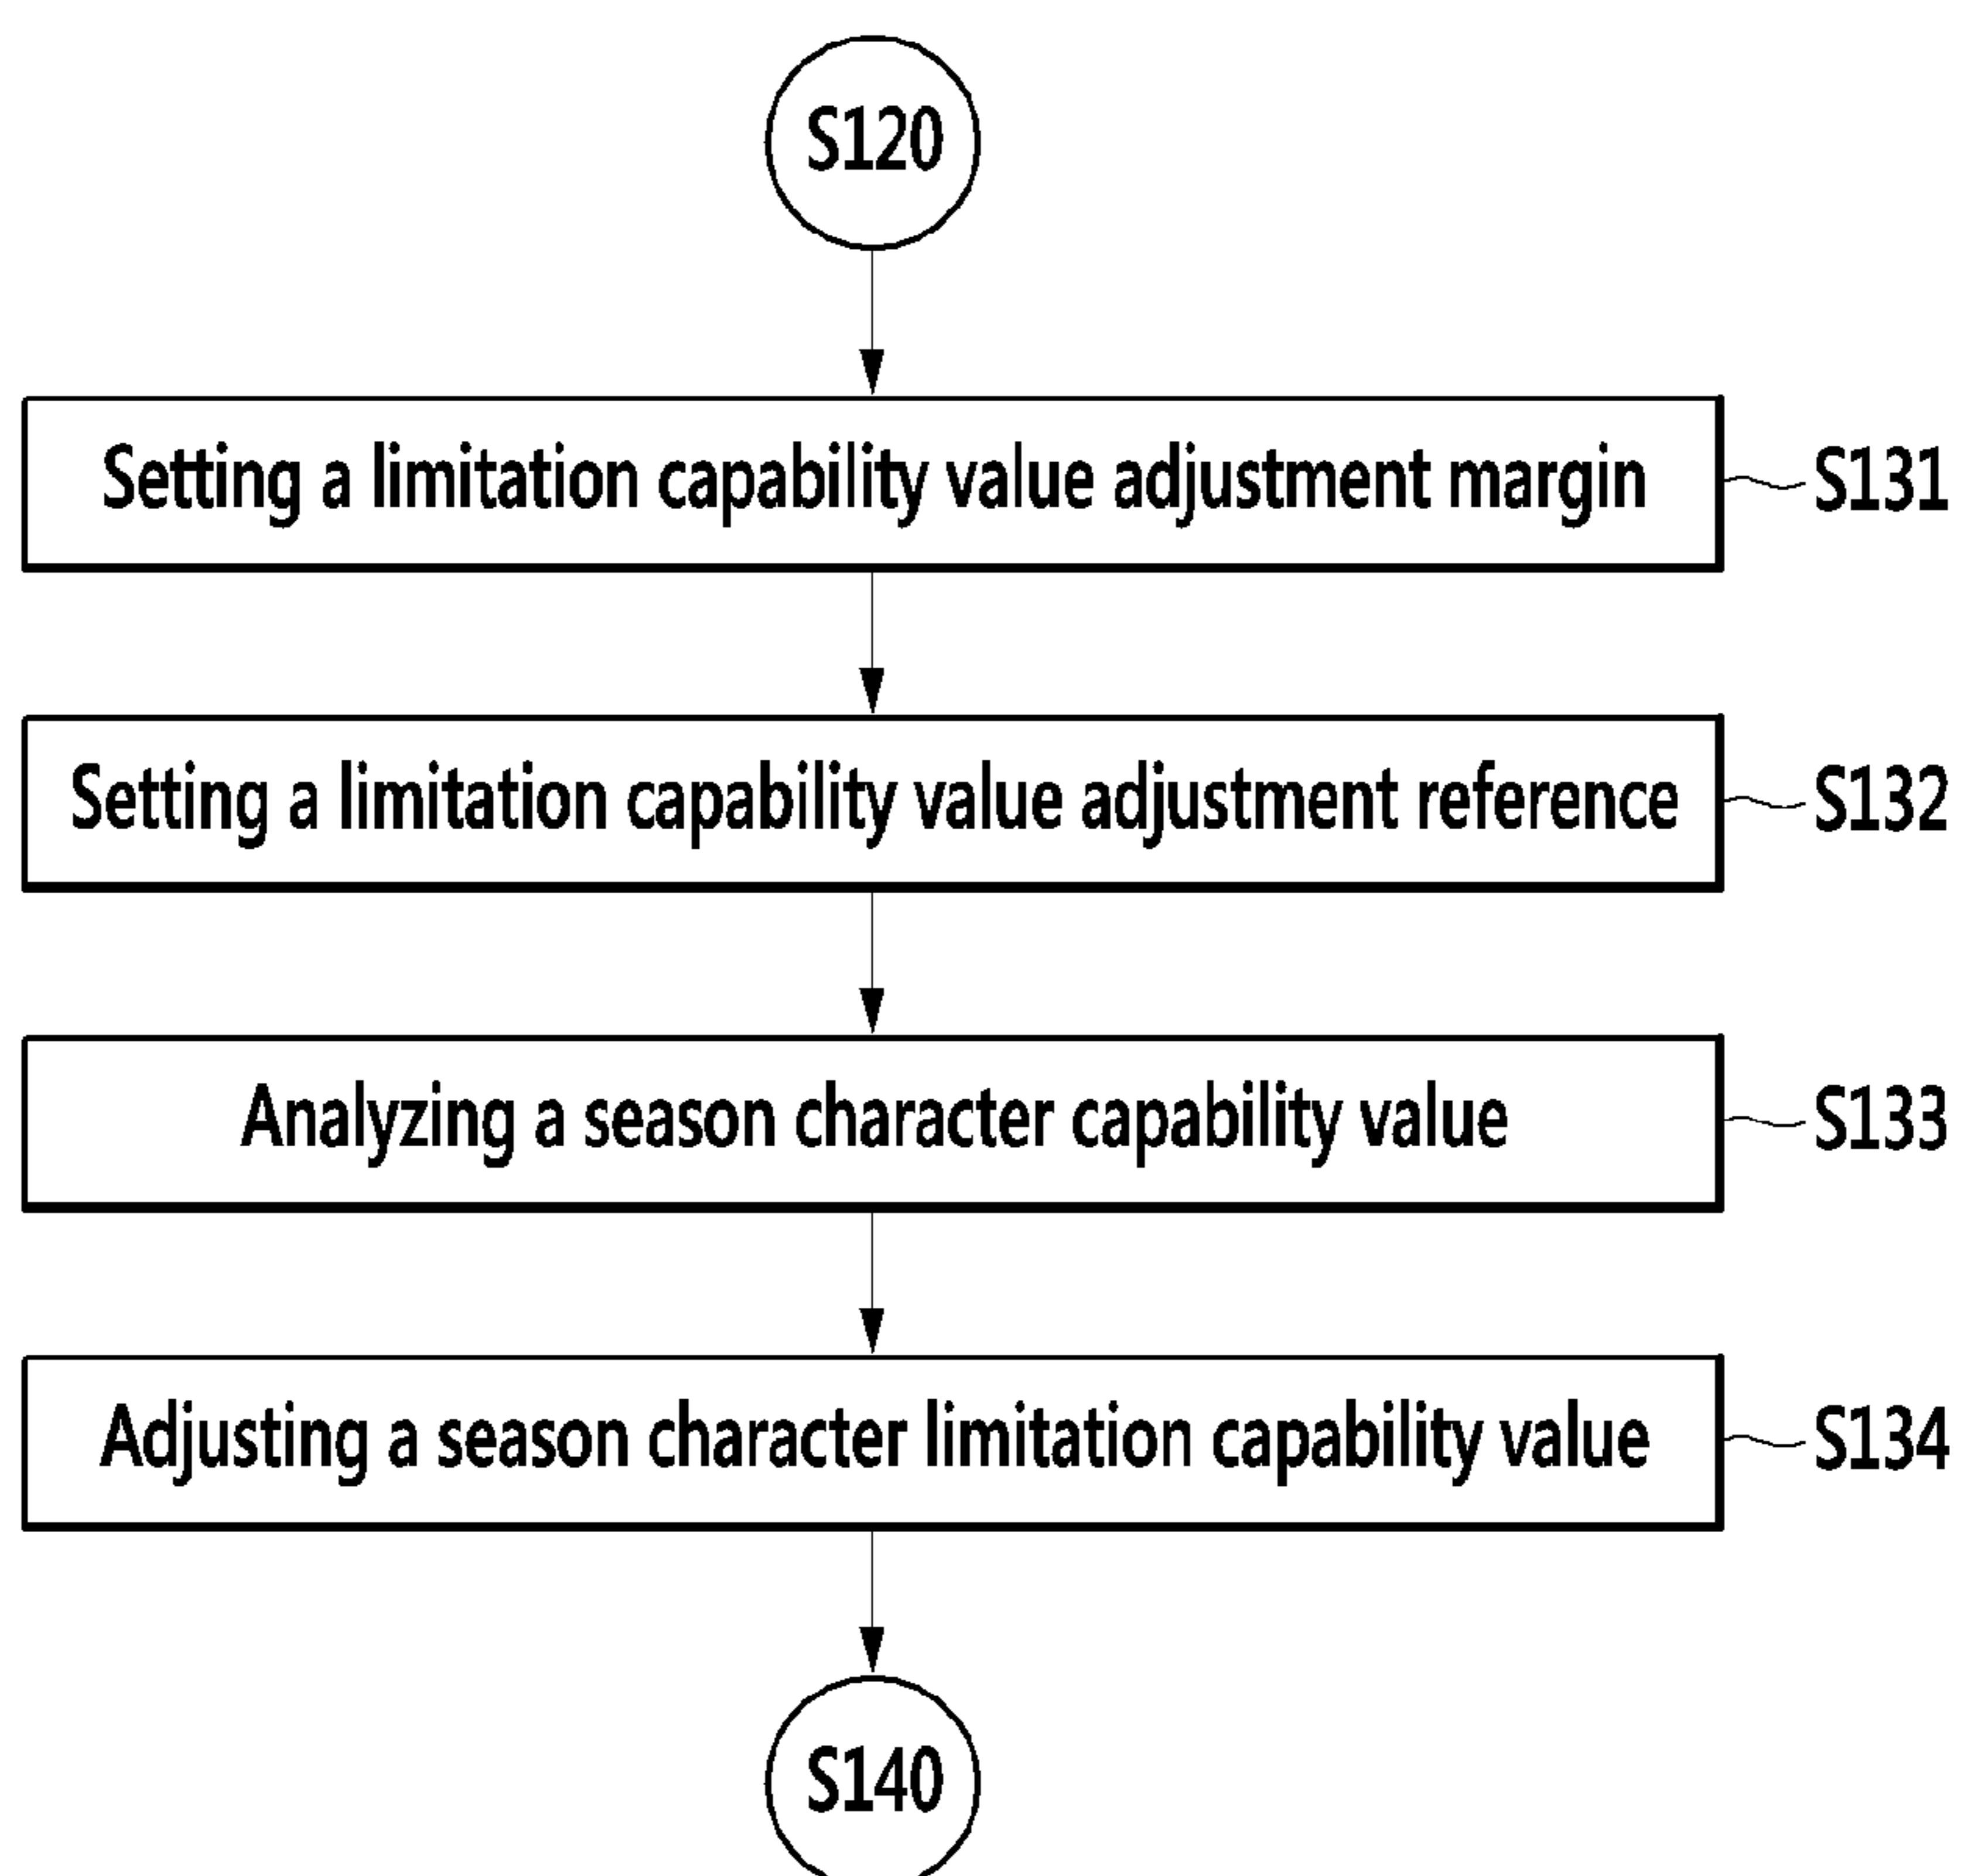 S120
Setting a limitation capability value adjustment margin S131
Setting a limitation capability value adjustment reference S132
Analyzing a season character capability value S133
Adjusting a season character limitation capability value S134
S140